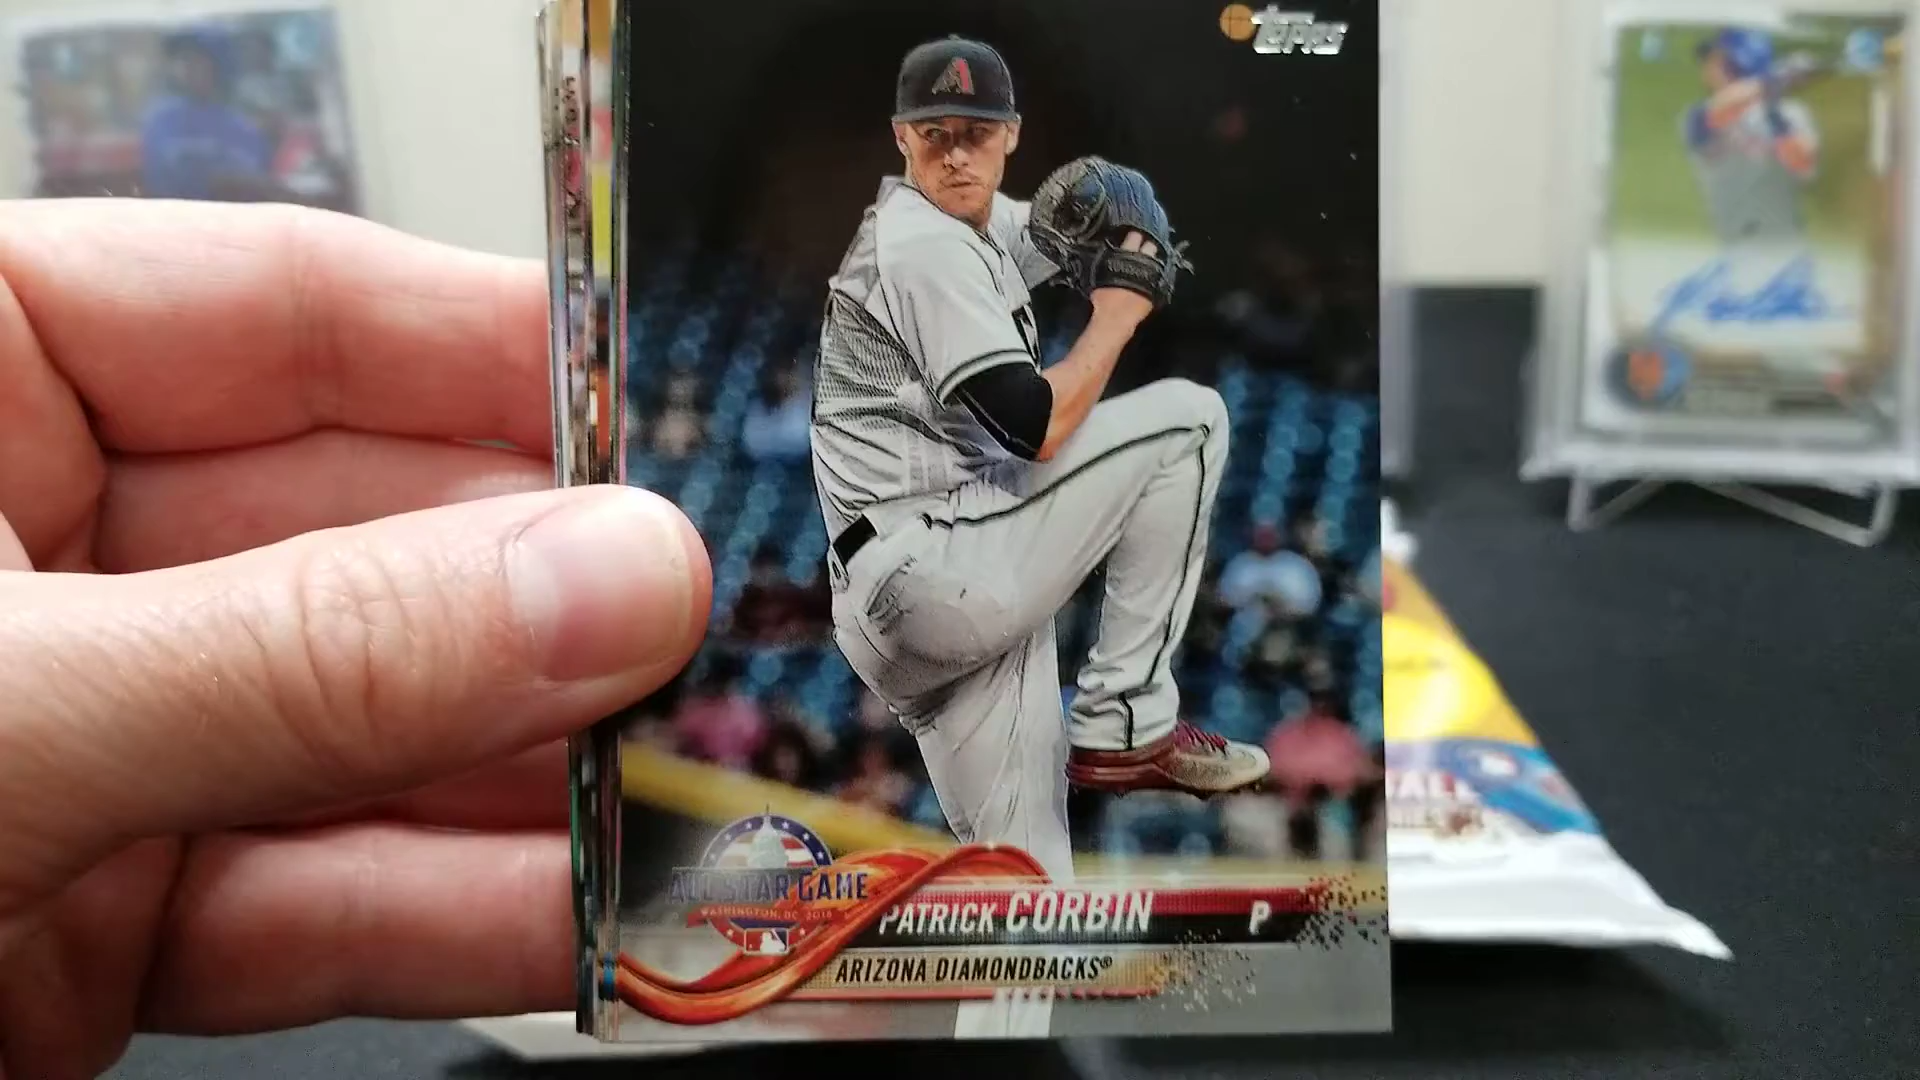 TOPPS
ALL STAR GAME
WASHINGTON, DC 2018
PATRICK CORBIN P
ARIZONA DIAMONDBACKS®